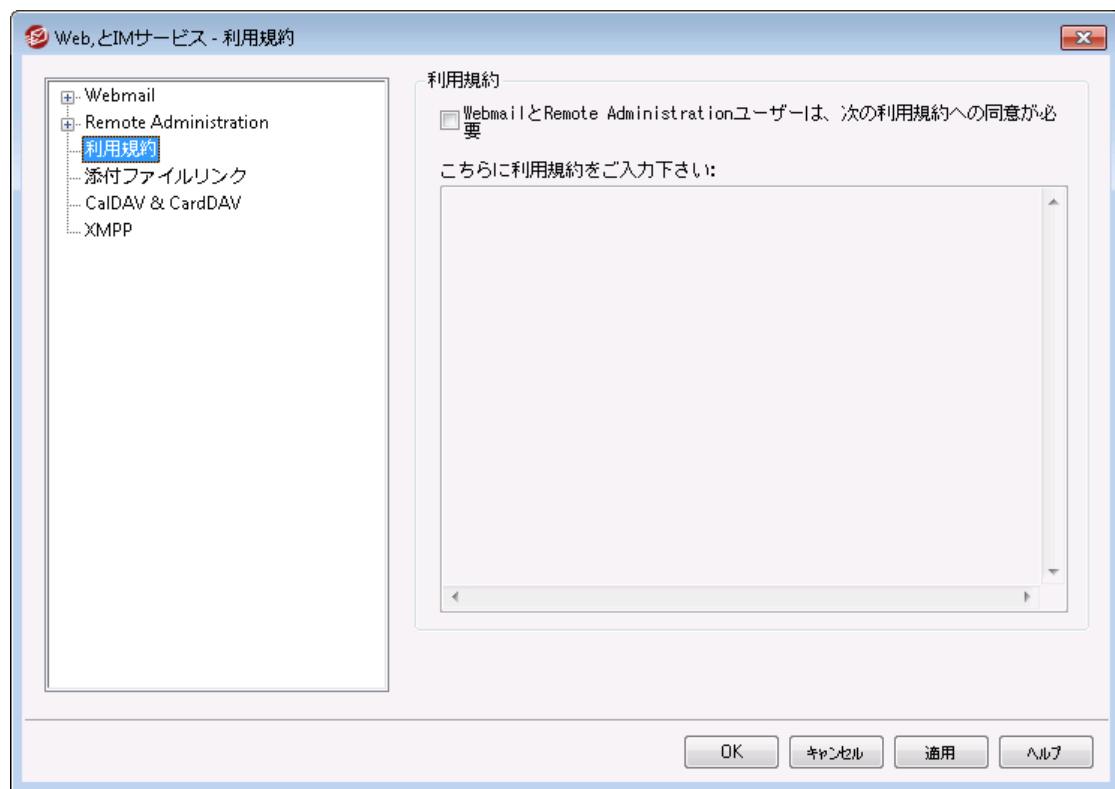 Web,とIMサービス - 利用規約
Webmail
Remote Administration
利用規約
添付ファイルリンク
CalDAV & CardDAV
XMPP
利用規約
WebmailとRemote Administrationユーザーは、次の利用規約への同意が必
要
こちらに利用規約をご入力下さい:
OK
キャンセル
適用
ヘルプ